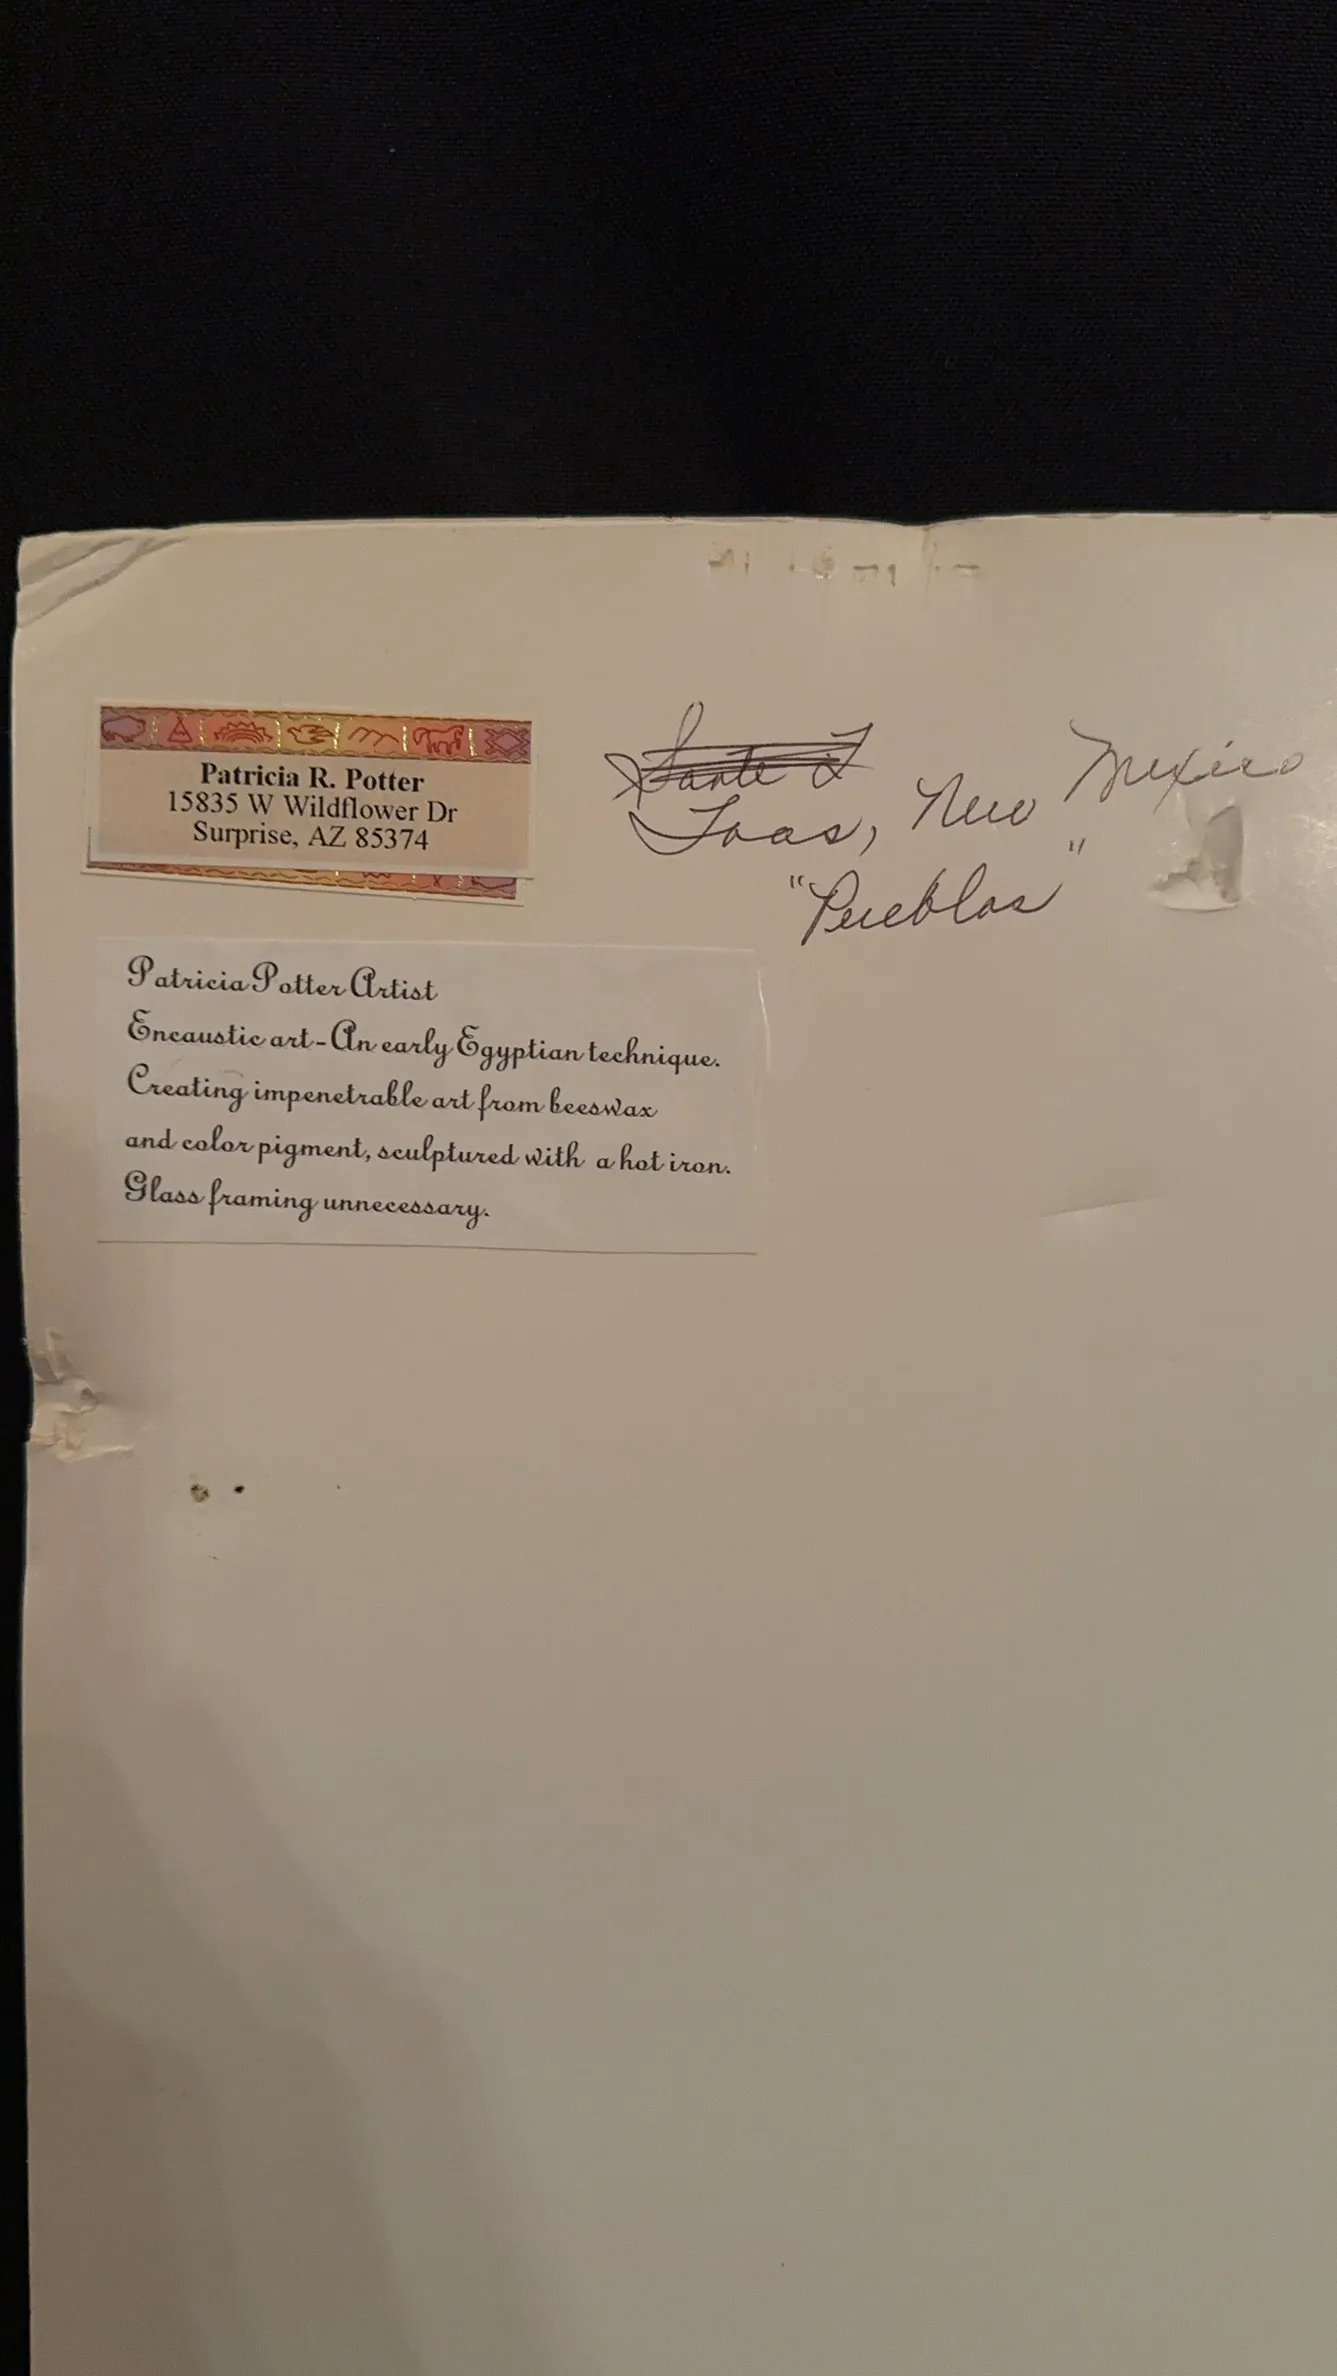 Patricia R. Potter
15835 W Wildflower Dr
Surprise, AZ 85374
Sante F
Taos, New Mexico
"Pueblos"
Patricia Potter Artist
Encaustic art-An early Egyptian technique.
Creating impenetrable art from beeswax
and color pigment, sculptured with a hot iron.
Glass framing unnecessary.